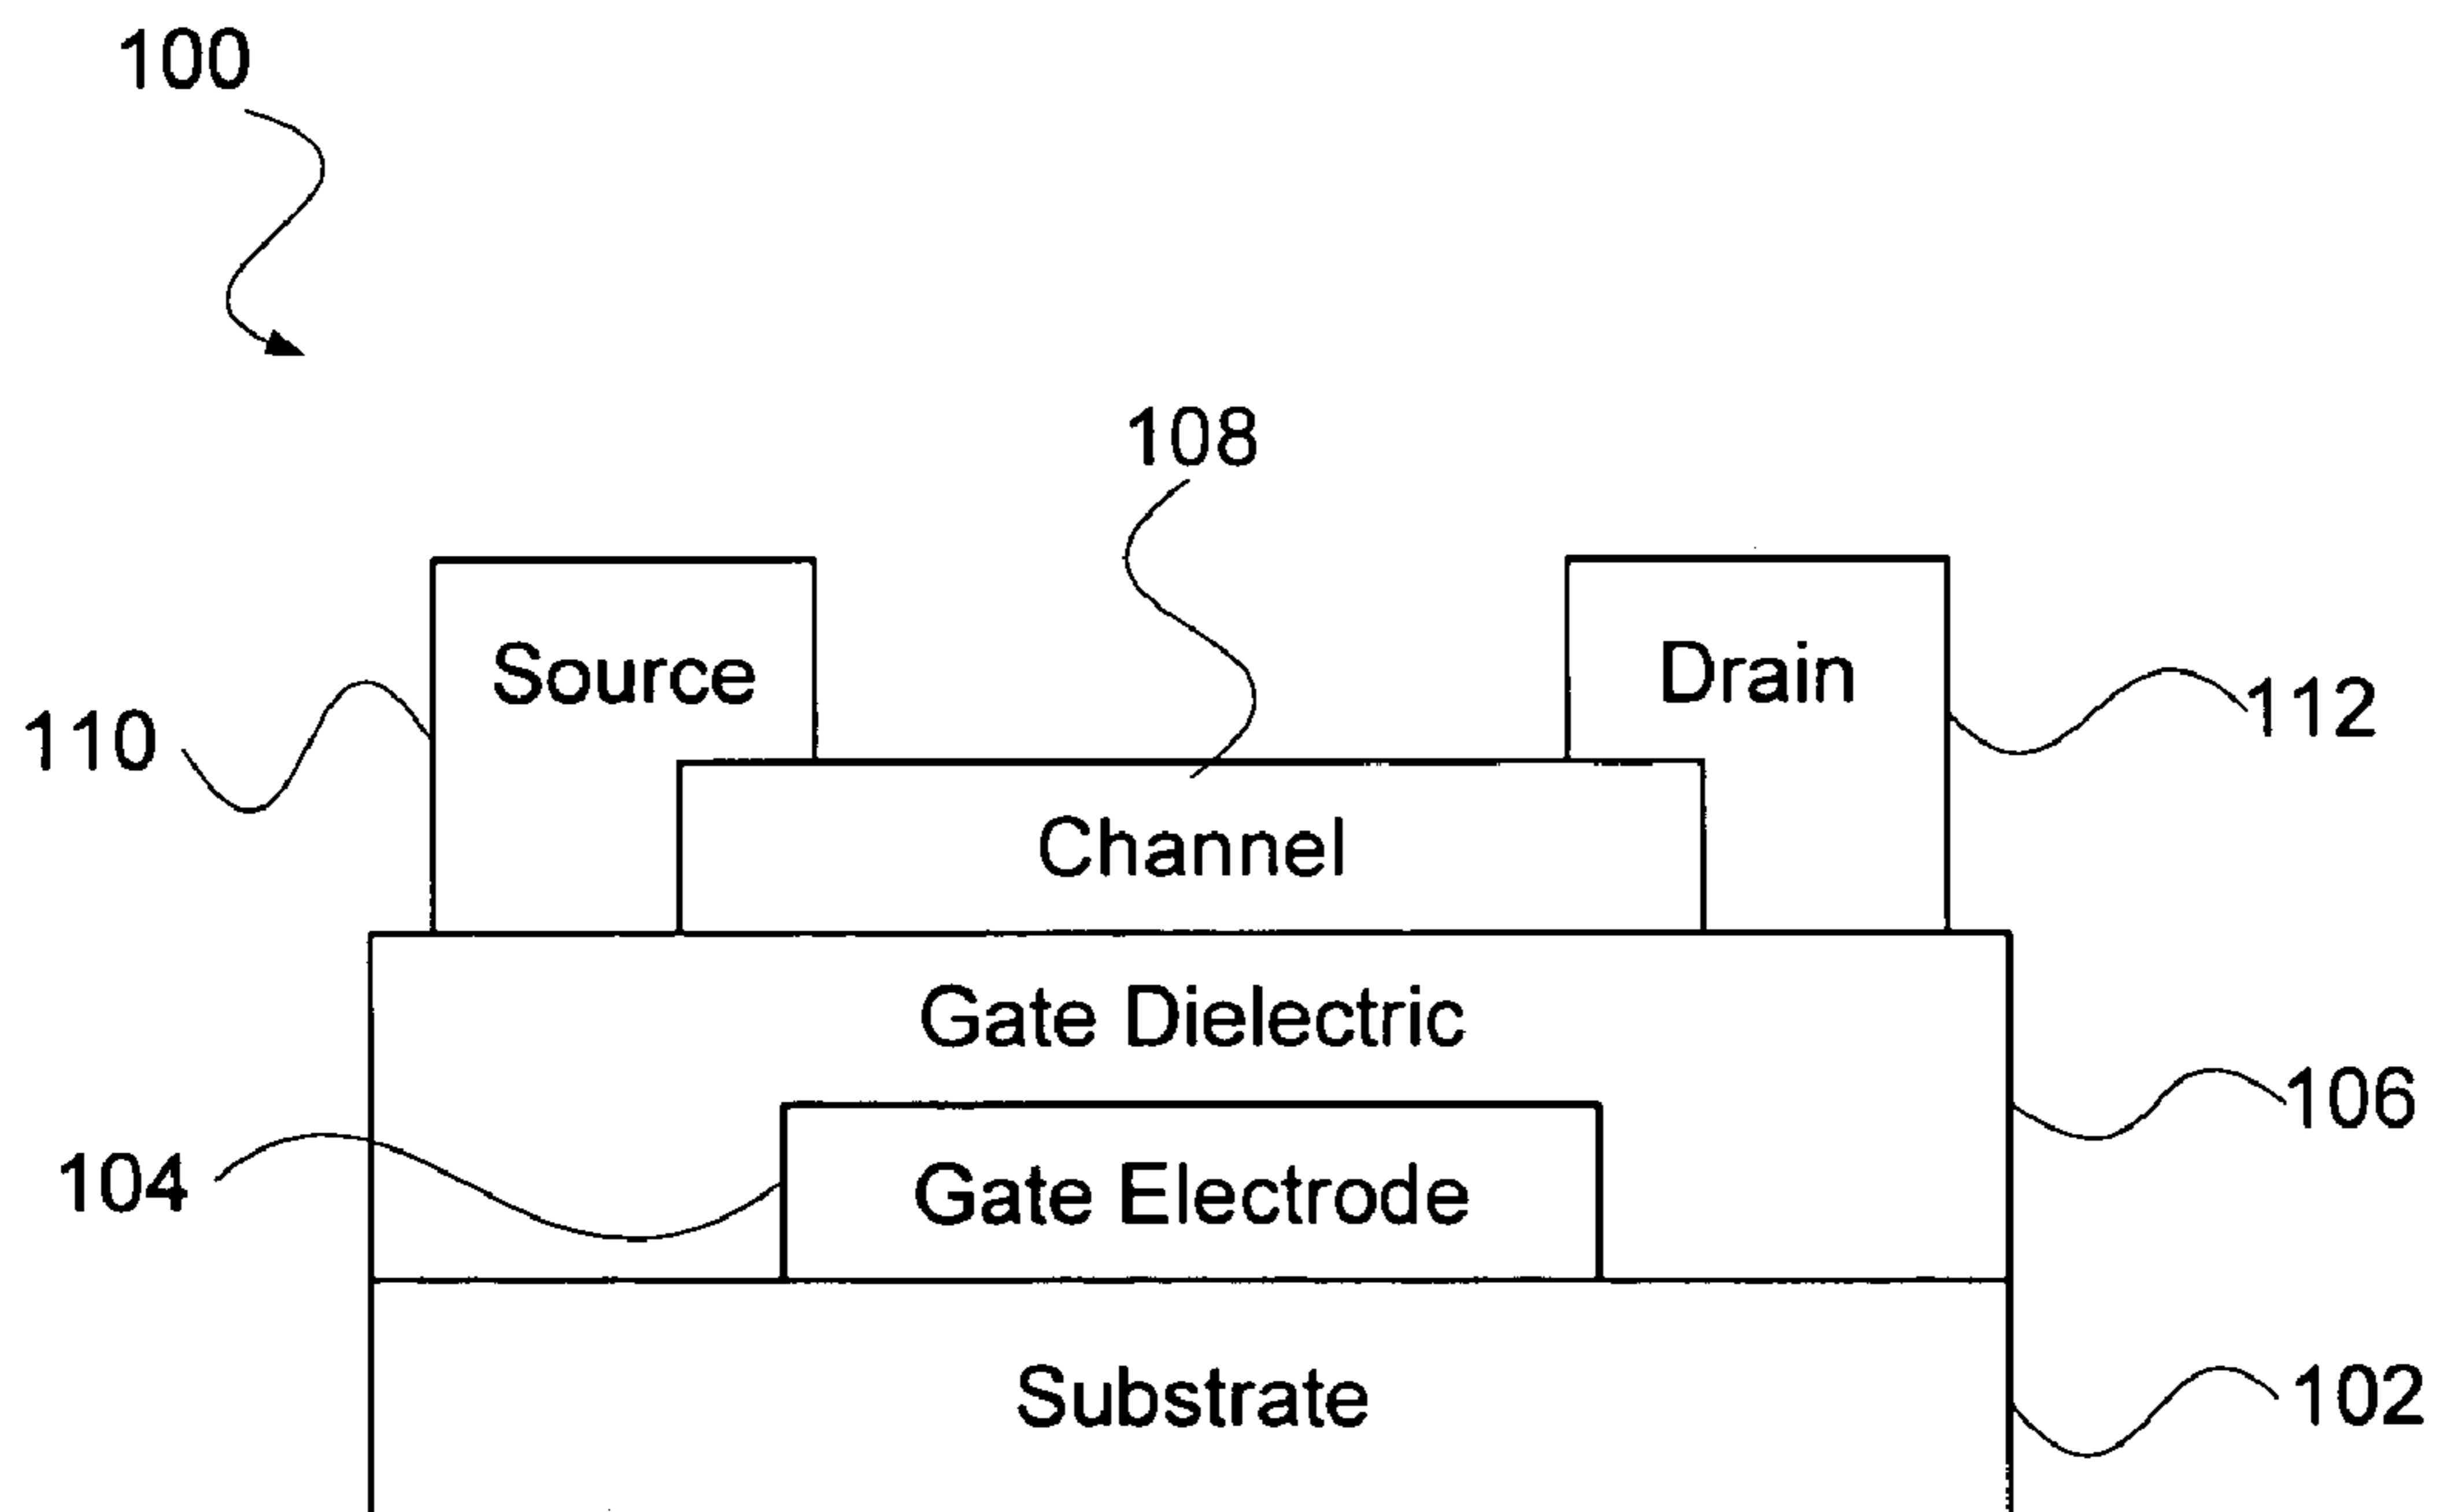 100
108
Source
Drain
110
112
Channel
Gate Dielectric
106
104
Gate Electrode
Substrate
102